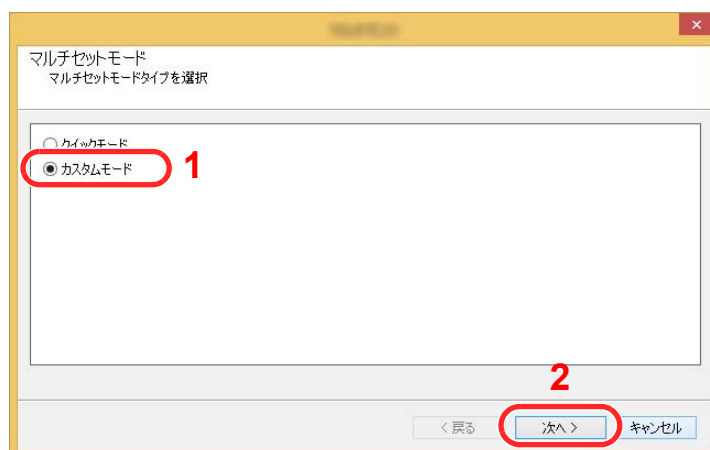 マルチセットモード
マルチセットモードタイプを選択
クイックモード
カスタムモード 1
2
< 戻る 次へ > キャンセル